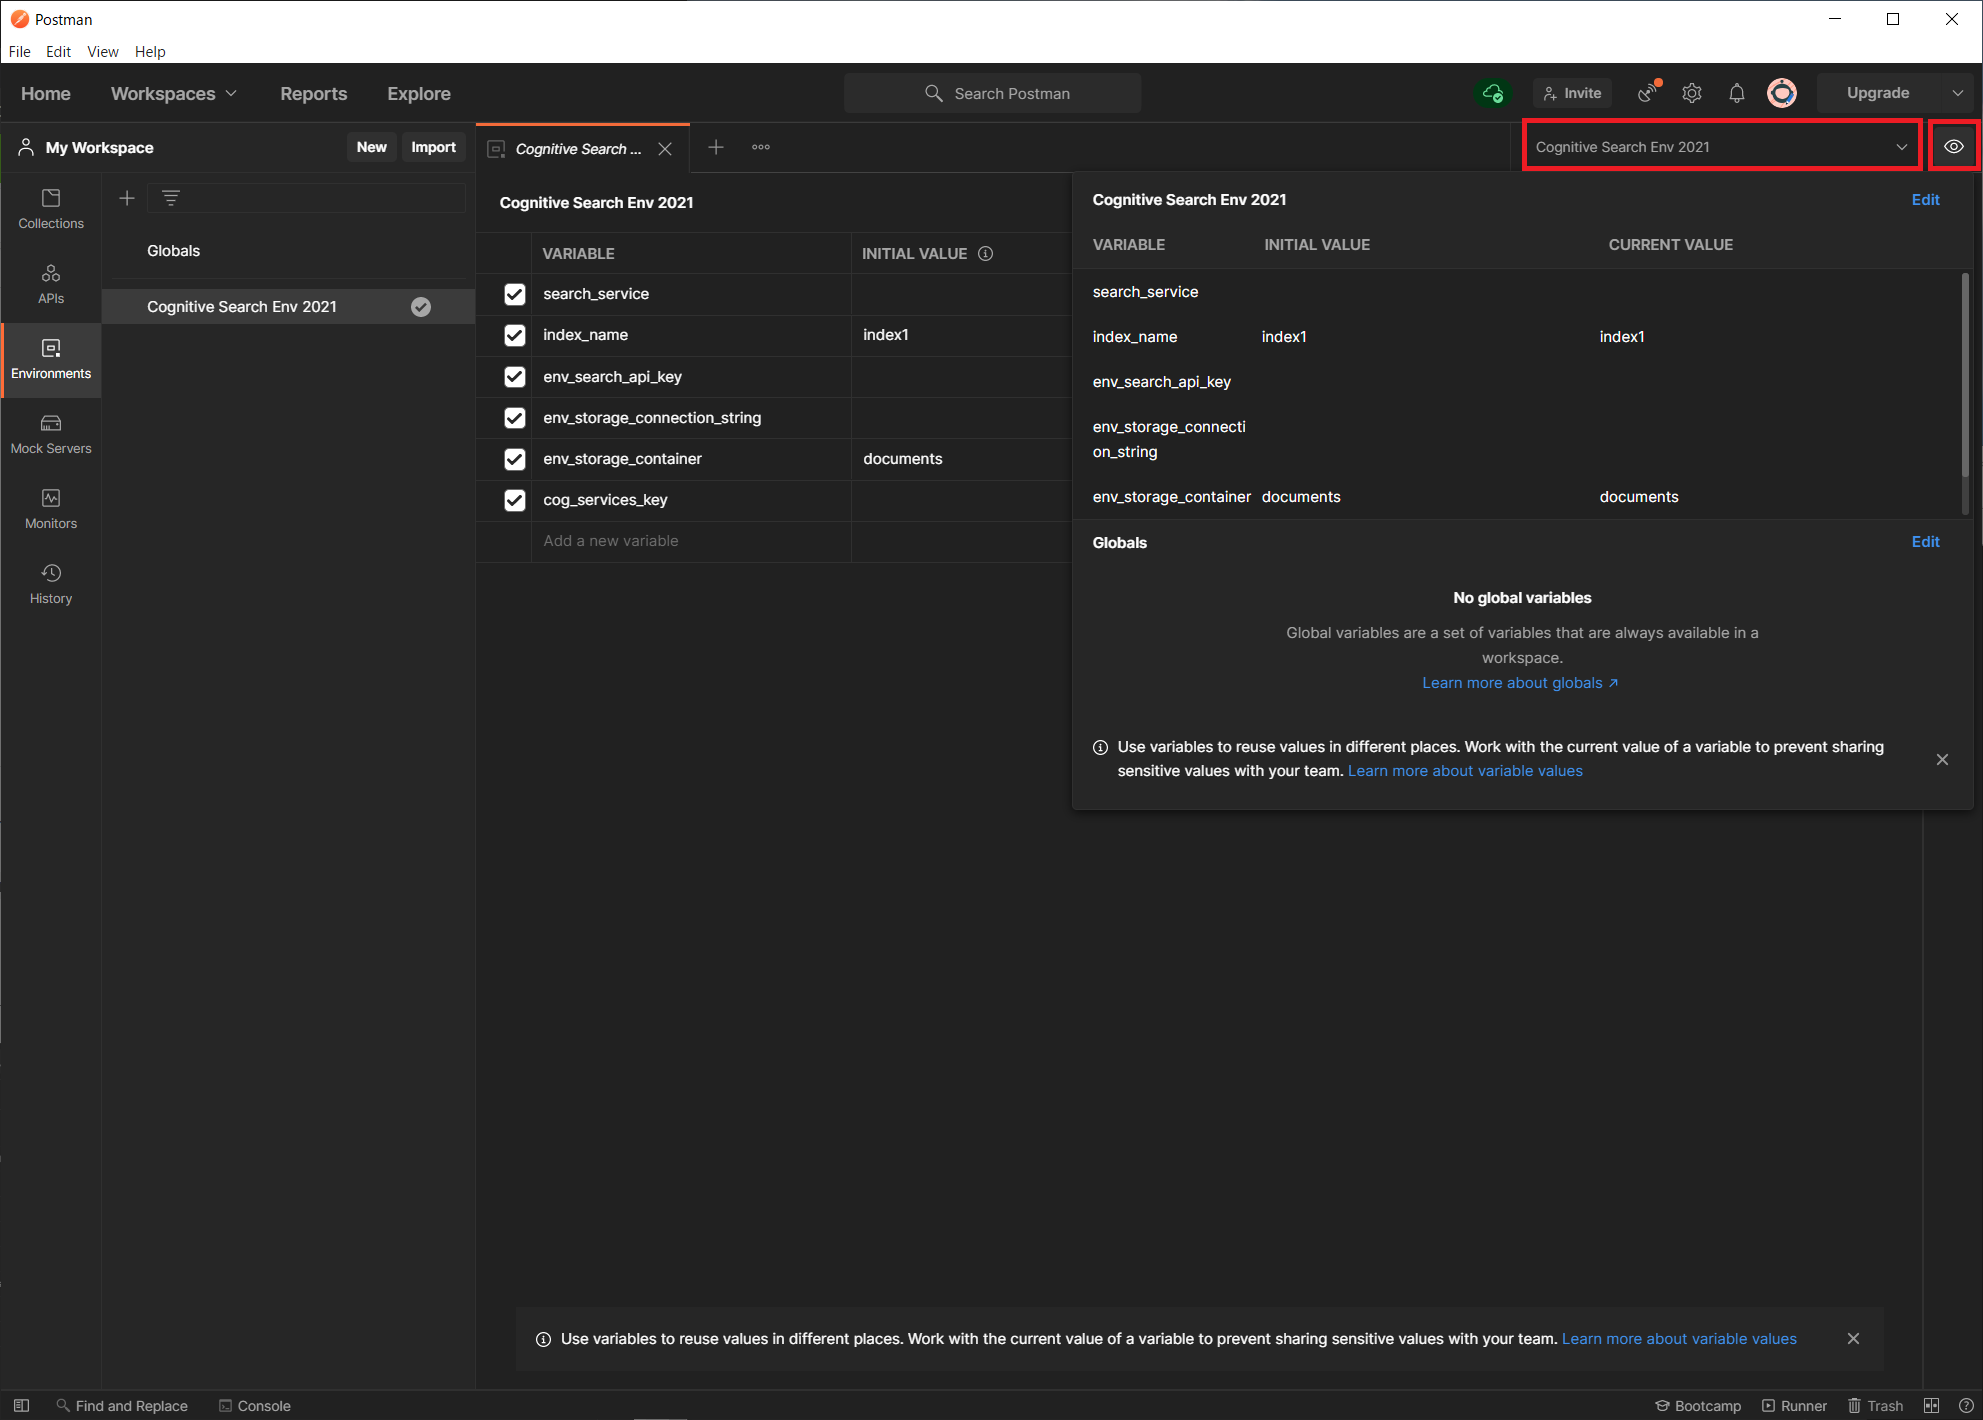 Postman
File Edit View Help
Home Workspaces Reports Explore Search Postman Invite Upgrade
My Workspace New Import
Cognitive Search ...
Cognitive Search Env 2021
Collections
APIs
Environments
Mock Servers
Monitors
History
Globals
Cognitive Search Env 2021
Cognitive Search Env 2021
VARIABLE INITIAL VALUE
search_service
index_name index1
env_search_api_key
env_storage_connection_string
env_storage_container documents
cog_services_key
Add a new variable
Cognitive Search Env 2021 Edit
VARIABLE INITIAL VALUE CURRENT VALUE
search_service
index_name index1 index1
env_search_api_key
env_storage_connecti
on_string
env_storage_container documents documents
Globals Edit
No global variables
Global variables are a set of variables that are always available in a
workspace.
Learn more about globals ↗
Use variables to reuse values in different places. Work with the current value of a variable to prevent sharing
sensitive values with your team. Learn more about variable values
Use variables to reuse values in different places. Work with the current value of a variable to prevent sharing sensitive values with your team. Learn more about variable values
Find and Replace Console Bootcamp Runner Trash